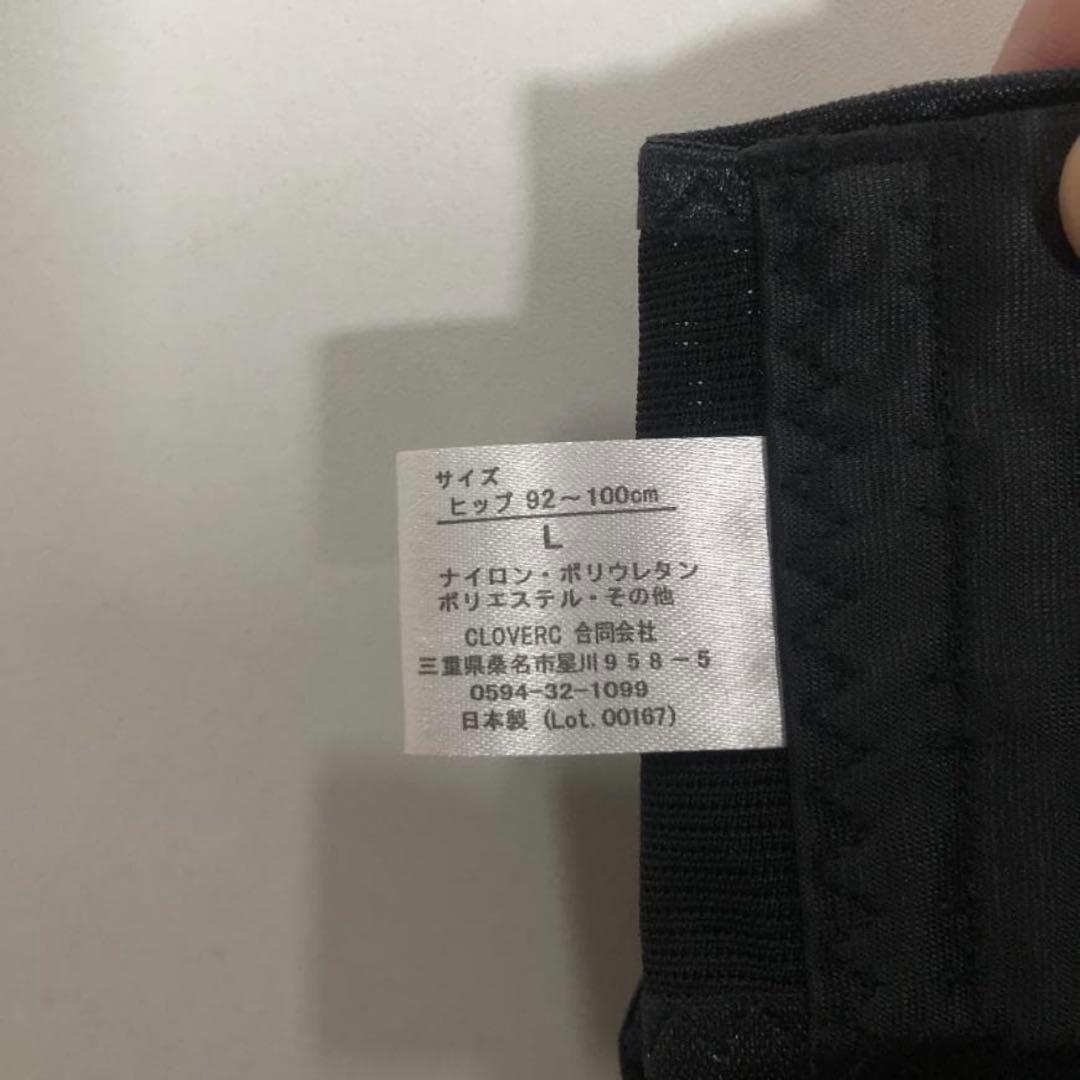 サイズ
ヒップ 92～100cm
L
ナイロン・ポリウレタン
ポリエステル・その他
CLOVERC 合同会社
三重県桑名市星川９５８－５
0594-32-1099
日本製 (Lot. 00167)